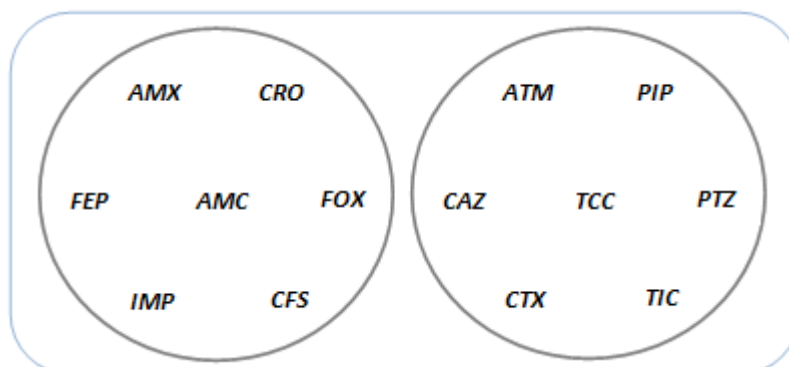 AMX CRO ATM PIP
FEP AMC FOX CAZ TCC PTZ
IMP CFS CTX TIC